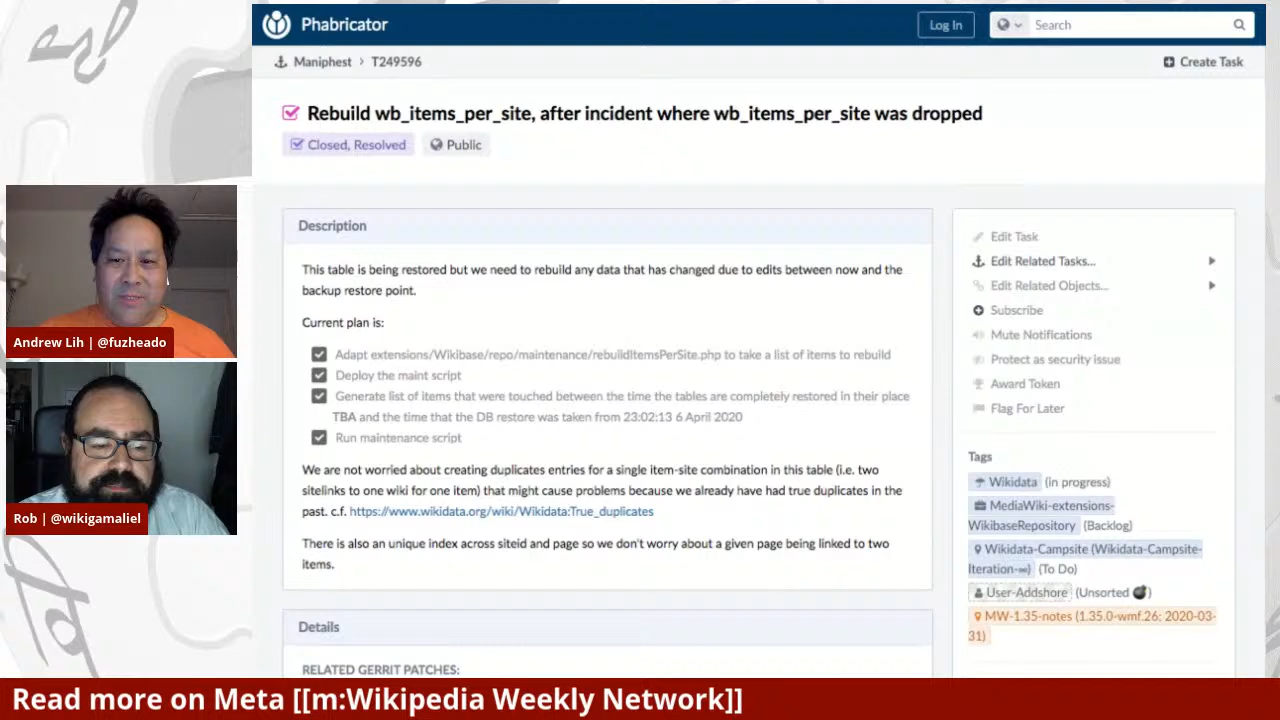 Phabricator
Log In
Search
Maniphest > T249596
Create Task
Rebuild wb_items_per_site, after incident where wb_items_per_site was dropped
Closed, Resolved
Public
Description
This table is being restored but we need to rebuild any data that has changed due to edits between now and the
backup restore point.
Current plan is:
Adapt extensions/Wikibase/repo/maintenance/rebuildItemsPerSite.php to take a list of items to rebuild
Deploy the maint script
Generate list of items that were touched between the time the tables are completely restored in their place
TBA and the time that the DB restore was taken from 23:02:13 6 April 2020
Run maintenance script
We are not worried about creating duplicates entries for a single item-site combination in this table (i.e. two
sitelinks to one wiki for one item) that might cause problems because we already have had true duplicates in the
past. c.f. https://www.wikidata.org/wiki/Wikidata:True_duplicates
There is also an unique index across siteid and page so we don't worry about a given page being linked to two
items.
Details
RELATED GERRIT PATCHES:
Edit Task
Edit Related Tasks...
Edit Related Objects...
Subscribe
Mute Notifications
Protect as security issue
Award Token
Flag For Later
Tags
Wikidata (in progress)
MediaWiki-extensions-
WikibaseRepository (Backlog)
Wikidata-Campsite (Wikidata-Campsite-
Iteration-∞) (To Do)
User-Addshore (Unsorted 💣)
MW-1.35-notes (1.35.0-wmf.26; 2020-03-
31)
Andrew Lih | @fuzheado
Rob | @wikigamaliel
Read more on Meta [[m:Wikipedia Weekly Network]]